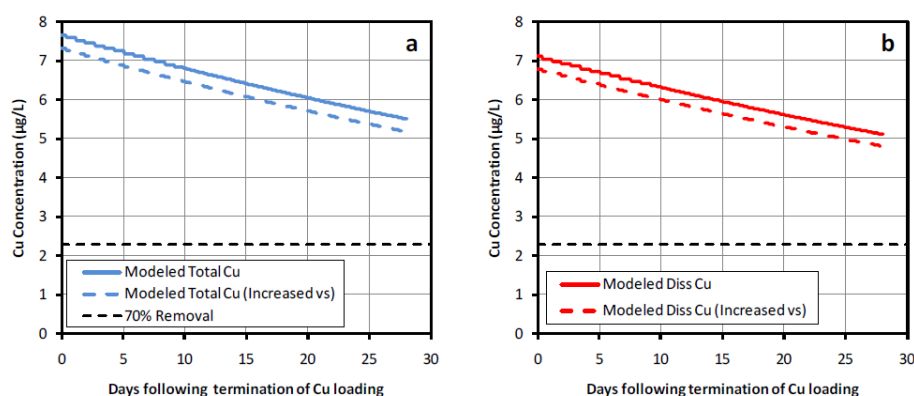 a
8
7
6
5
4
3
2
1
0
Cu Concentration (µg/L)
Modeled Total Cu
Modeled Total Cu (Increased vs)
70% Removal
0 5 10 15 20 25 30
Days following termination of Cu loading
b
8
7
6
5
4
3
2
1
0
Cu Concentration (µg/L)
Modeled Diss Cu
Modeled Diss Cu (Increased vs)
0 5 10 15 20 25 30
Days following termination of Cu loading